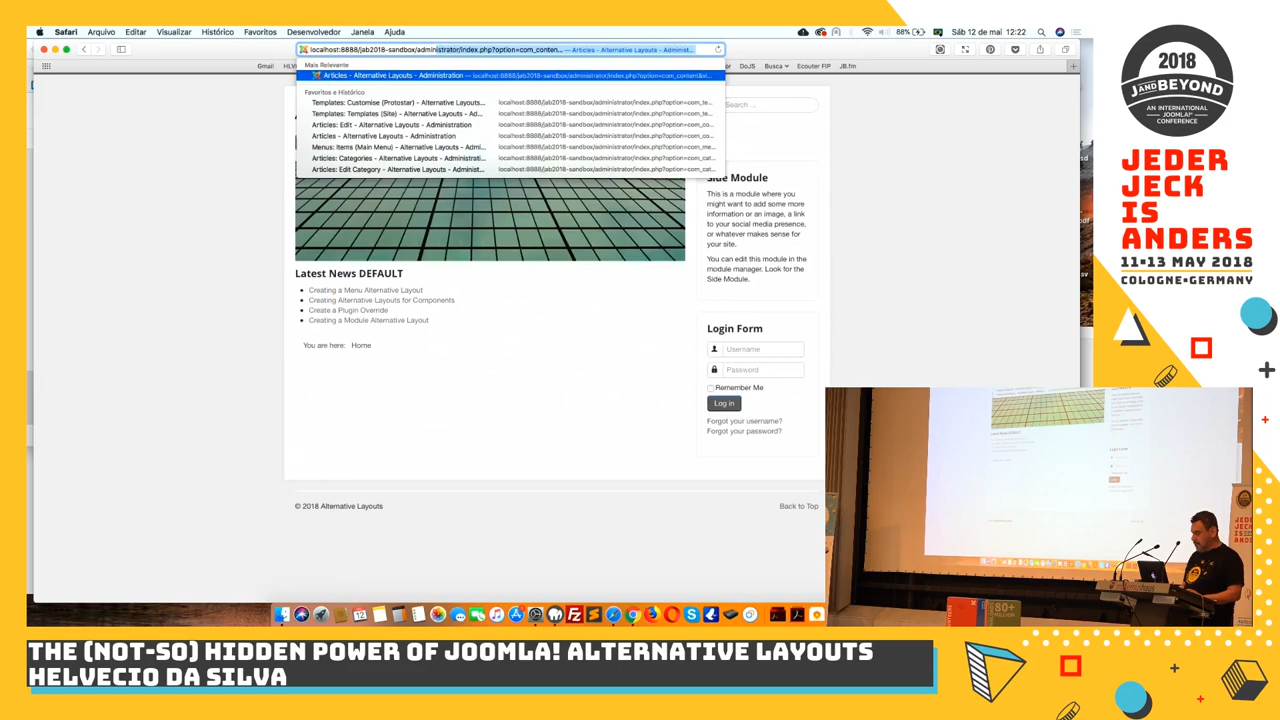 Safari Arquivo Editar Visualizar Histórico Favoritos Desenvolvedor Janela Ajuda
88% Sáb 12 de mai 12:22
localhost:8888/jab2018-sandbox/administrator/index.php?option=com_conten... — Articles - Alternative Layouts - Administ...
Gmail HLVC DoJS Busca Ecouter FIP JB.fm
Mais Relevante
Articles - Alternative Layouts - Administration — localhost:8888/jab2018-sandbox/administrator/index.php?option=com_content&vi...
Favoritos e Histórico
Templates: Customise (Protostar) - Alternative Layouts... localhost:8888/jab2018-sandbox/administrator/index.php?option=com_te...
Templates: Templates (Site) - Alternative Layouts - Ad... localhost:8888/jab2018-sandbox/administrator/index.php?option=com_te...
Articles: Edit - Alternative Layouts - Administration localhost:8888/jab2018-sandbox/administrator/index.php?option=com_co...
Articles - Alternative Layouts - Administration localhost:8888/jab2018-sandbox/administrator/index.php?option=com_co...
Menus: Items (Main Menu) - Alternative Layouts - Admi... localhost:8888/jab2018-sandbox/administrator/index.php?option=com_me...
Articles: Categories - Alternative Layouts - Administrati... localhost:8888/jab2018-sandbox/administrator/index.php?option=com_cat...
Articles: Edit Category - Alternative Layouts - Administ... localhost:8888/jab2018-sandbox/administrator/index.php?option=com_cat...
Search ...
Side Module
This is a module where you
might want to add some more
information or an image, a link
to your social media presence,
or whatever makes sense for
your site.
You can edit this module in the
module manager. Look for the
Side Module.
Latest News DEFAULT
Creating a Menu Alternative Layout
Creating Alternative Layouts for Components
Create a Plugin Override
Creating a Module Alternative Layout
You are here: Home
Login Form
Username
Password
Remember Me
Log in
Forgot your username?
Forgot your password?
© 2018 Alternative Layouts
Back to Top
2018
JANDBEYOND
AN INTERNATIONAL
JOOMLA!
CONFERENCE
JEDER
JECK
IS
ANDERS
11-13 MAY 2018
COLOGNE•GERMANY
80+
MILLION
THE (NOT-SO) HIDDEN POWER OF JOOMLA! ALTERNATIVE LAYOUTS
HELVECIO DA SILVA